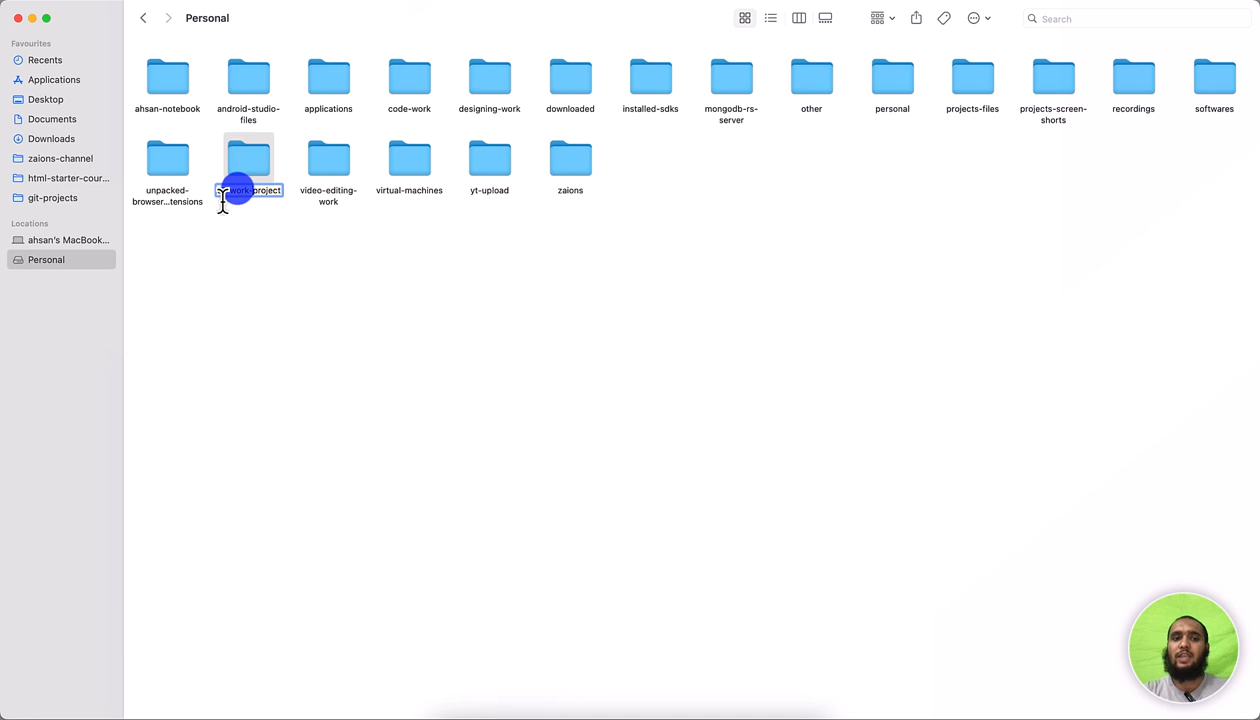 Personal
Search
Favourites
Recents
Applications
Desktop
Documents
Downloads
zaions-channel
html-starter-cour...
git-projects
Locations
ahsan's MacBook...
Personal
ahsan-notebook
android-studio-
files
applications
code-work
designing-work
downloaded
installed-sdks
mongodb-rs-
server
other
personal
projects-files
projects-screen-
shorts
recordings
softwares
unpacked-
browser...tensions
work-project
video-editing-
work
virtual-machines
yt-upload
zaions